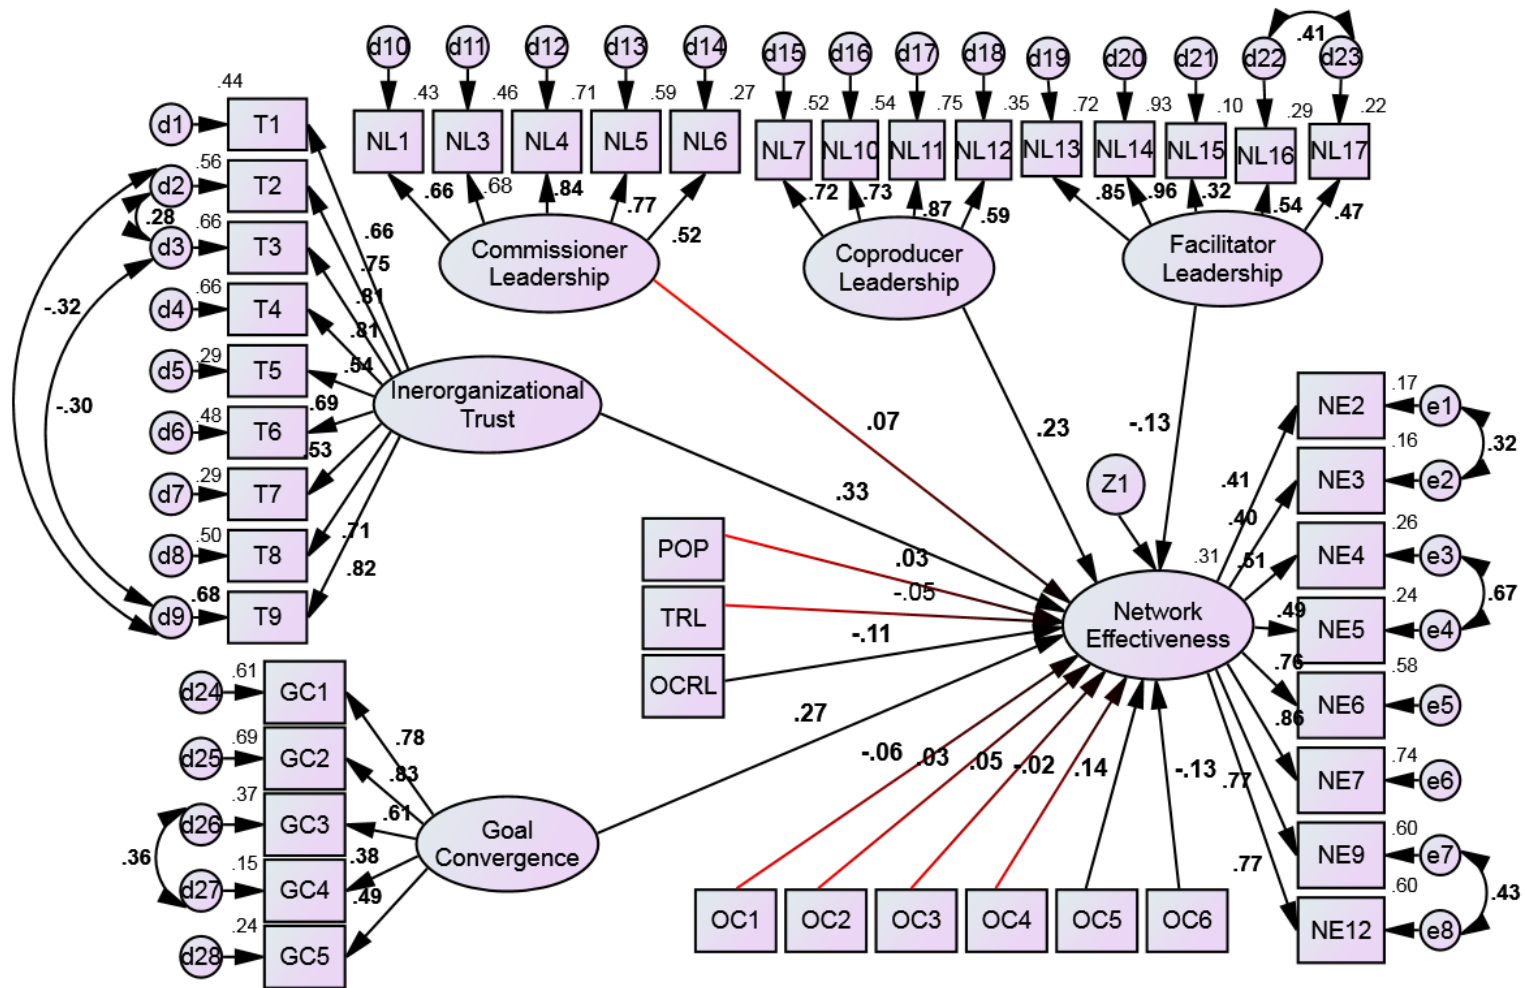 d10 d11 d12 d13 d14
d15 d16 d17 d18
d19 d20 d21 d22 d23
.41
.43 .46 .71 .59 .27
.52 .54 .75 .35
.72 .93 .10 .29 .22
NL1 NL3 NL4 NL5 NL6
NL7 NL10 NL11 NL12
NL13 NL14 NL15 NL16 NL17
.66 .68 .84 .77 .52
.72 .73 .87 .59
.85 .96 .32 .54 .47
Commissioner
Leadership
Coproducer
Leadership
Facilitator
Leadership
.44
d1 T1
.56
d2 T2
.28
.66
d3 T3
.66
d4 T4
.29
d5 T5
.48
d6 T6
.29
d7 T7
.50
d8 T8
.68
d9 T9
-.32
-.30
.66
.75
.81
.81
.54
.69
.53
.71
.82
Inerorganizational
Trust
.07
.23
-.13
.33
Z1
.31
POP
TRL
OCRL
.03
-.05
-.11
.27
Network
Effectiveness
.41
.40
.51
.49
.76
.86
.77
.77
.17
NE2 e1
.32
.16
NE3 e2
.26
NE4 e3
.67
.24
NE5 e4
.58
NE6 e5
.74
NE7 e6
.60
NE9 e7
.43
.60
NE12 e8
.61
d24 GC1
.69
d25 GC2
.37
d26 GC3
.36
.15
d27 GC4
.24
d28 GC5
.78
.83
.61
.38
.49
Goal
Convergence
-.06 .03 .05 -.02 .14 -.13
OC1 OC2 OC3 OC4 OC5 OC6